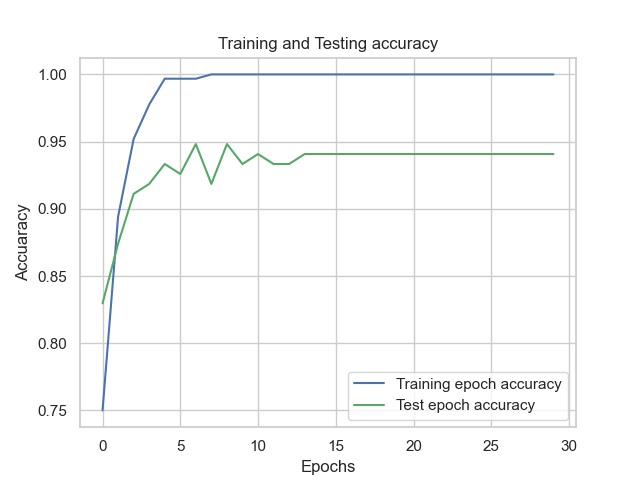 Training and Testing accuracy
1.00
0.95
0.90
0.85
0.80
0.75
Accuaracy
Training epoch accuracy
Test epoch accuracy
0 5 10 15 20 25 30
Epochs